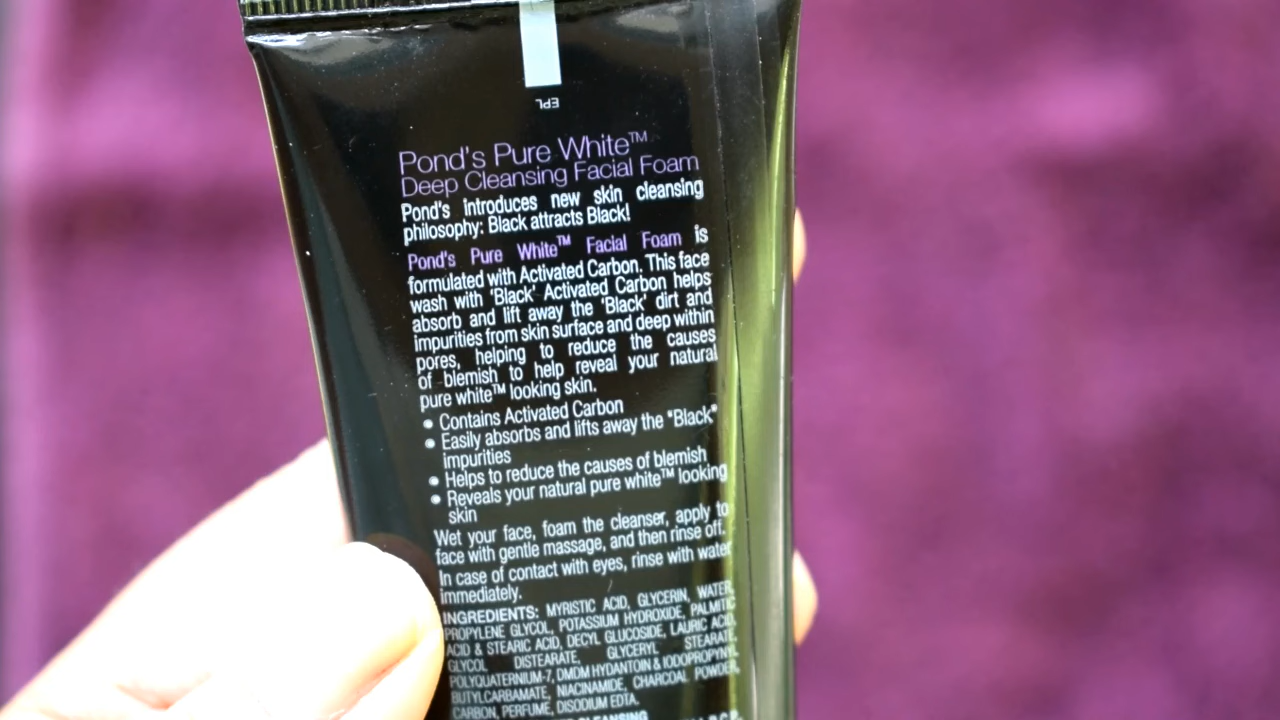 EPL
Pond's Pure White™
Deep Cleansing Facial Foam
Pond's introduces new skin cleansing
philosophy: Black attracts Black!
Pond's Pure White™ Facial Foam is
formulated with Activated Carbon. This face
wash with 'Black' Activated Carbon helps
absorb and lift away the 'Black' dirt and
impurities from skin surface and deep within
pores, helping to reduce the causes
of blemish to help reveal your natural
pure white™ looking skin.
• Contains Activated Carbon
• Easily absorbs and lifts away the "Black"
impurities
• Helps to reduce the causes of blemish
• Reveals your natural pure white™ looking
skin
Wet your face, foam the cleanser, apply to
face with gentle massage, and then rinse off.
In case of contact with eyes, rinse with water
immediately.
INGREDIENTS: MYRISTIC ACID, GLYCERIN, WATER,
PROPYLENE GLYCOL, POTASSIUM HYDROXIDE, PALMITIC
ACID & STEARIC ACID, DECYL GLUCOSIDE, LAURIC ACID,
GLYCOL DISTEARATE, GLYCERYL STEARATE,
POLYQUATERNIUM-7, DMDM HYDANTOIN & IODOPROPYNYL
BUTYLCARBAMATE, NIACINAMIDE, CHARCOAL POWDER,
CARBON, PERFUME, DISODIUM EDTA.
CLEANSING